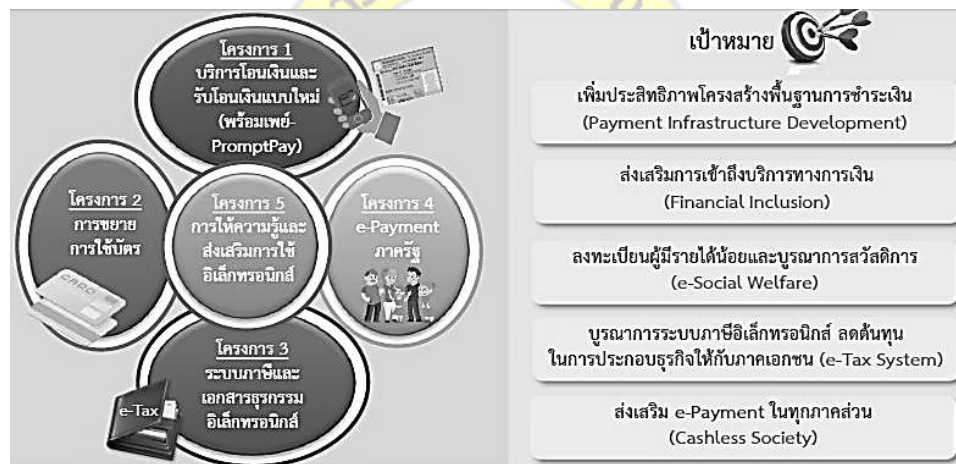 โครงการ 1
บริการโอนเงินและ
รับโอนเงินแบบใหม่
(พร้อมเพย์-
PromptPay)
โครงการ 2
การขยาย
การใช้บัตร
CARD
โครงการ 5
การให้ความรู้และ
ส่งเสริมการใช้
อิเล็กทรอนิกส์
โครงการ 4
e-Payment
ภาครัฐ
โครงการ 3
ระบบภาษีและ
เอกสารธุรกรรม
อิเล็กทรอนิกส์
e-Tax
เป้าหมาย
เพิ่มประสิทธิภาพโครงสร้างพื้นฐานการชำระเงิน
(Payment Infrastructure Development)
ส่งเสริมการเข้าถึงบริการทางการเงิน
(Financial Inclusion)
ลงทะเบียนผู้มีรายได้น้อยและบูรณาการสวัสดิการ
(e-Social Welfare)
บูรณาการระบบภาษีอิเล็กทรอนิกส์ ลดต้นทุน
ในการประกอบธุรกิจให้กับภาคเอกชน (e-Tax System)
ส่งเสริม e-Payment ในทุกภาคส่วน
(Cashless Society)